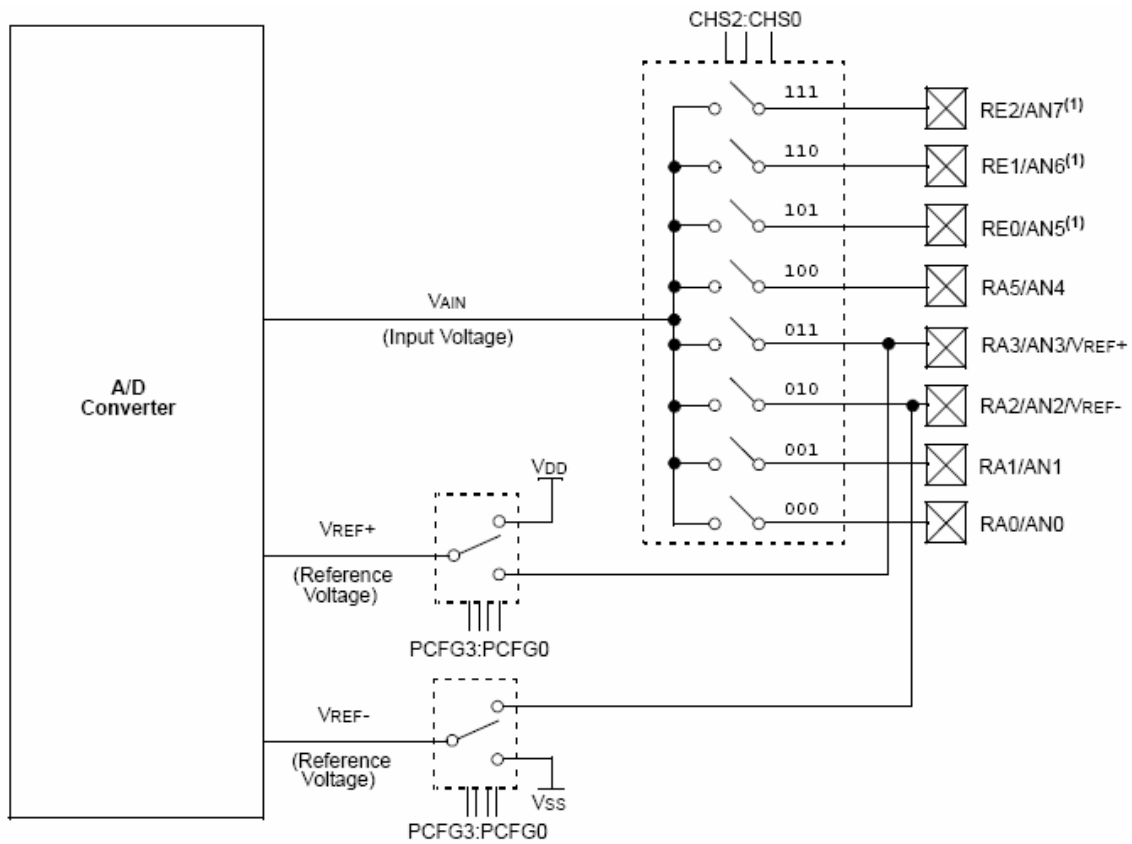 CHS2:CHS0
111
RE2/AN7(1)
110
RE1/AN6(1)
101
RE0/AN5(1)
100
RA5/AN4
VAIN
(Input Voltage)
011
RA3/AN3/VREF+
A/D
Converter
010
RA2/AN2/VREF-
001
RA1/AN1
VDD
000
RA0/AN0
VREF+
(Reference
Voltage)
PCFG3:PCFG0
VREF-
(Reference
Voltage)
VSS
PCFG3:PCFG0